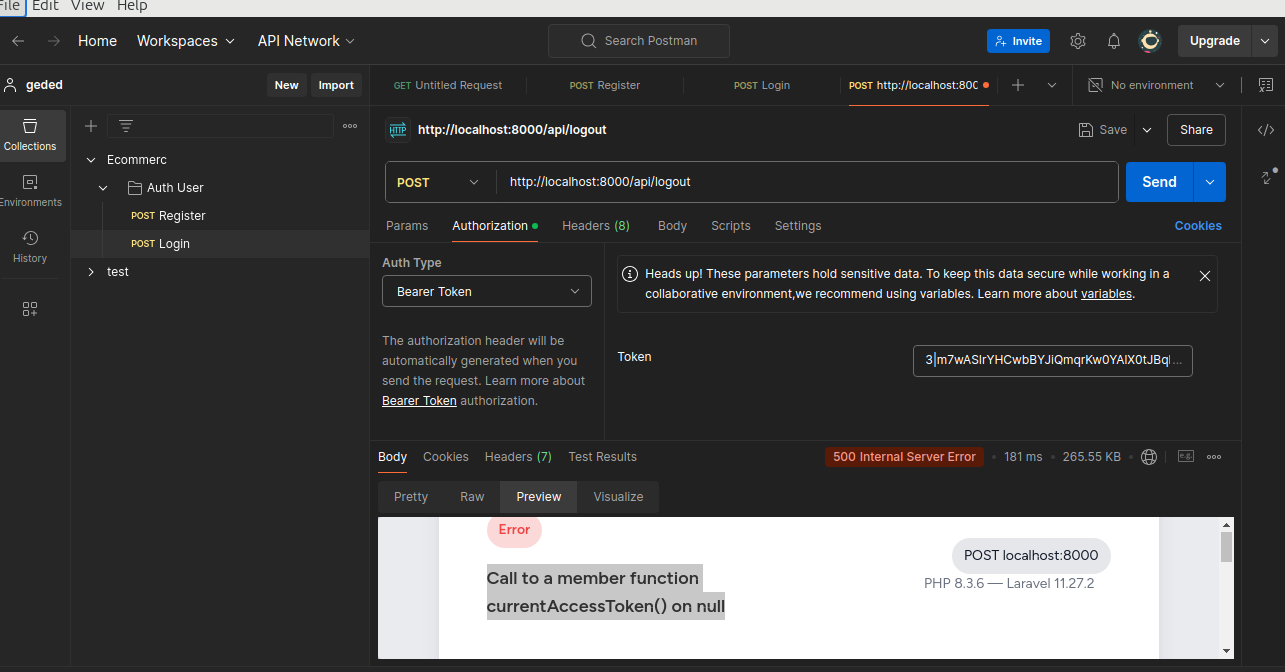 File Edit View Help
Home Workspaces API Network Search Postman Invite Upgrade
geded New Import GET Untitled Request POST Register POST Login POST http://localhost:800 No environment
HTTP http://localhost:8000/api/logout Save Share
Collections
Environments
History
Ecommerc
Auth User
POST Register
POST Login
test
POST http://localhost:8000/api/logout Send
Params Authorization Headers (8) Body Scripts Settings Cookies
Auth Type
Bearer Token
The authorization header will be
automatically generated when you
send the request. Learn more about
Bearer Token authorization.
Heads up! These parameters hold sensitive data. To keep this data secure while working in a
collaborative environment,we recommend using variables. Learn more about variables.
Token
Body Cookies Headers (7) Test Results 500 Internal Server Error 181 ms 265.55 KB e.g.
Pretty Raw Preview Visualize
Error
Call to a member function
currentAccessToken() on null
POST localhost:8000
PHP 8.3.6 — Laravel 11.27.2